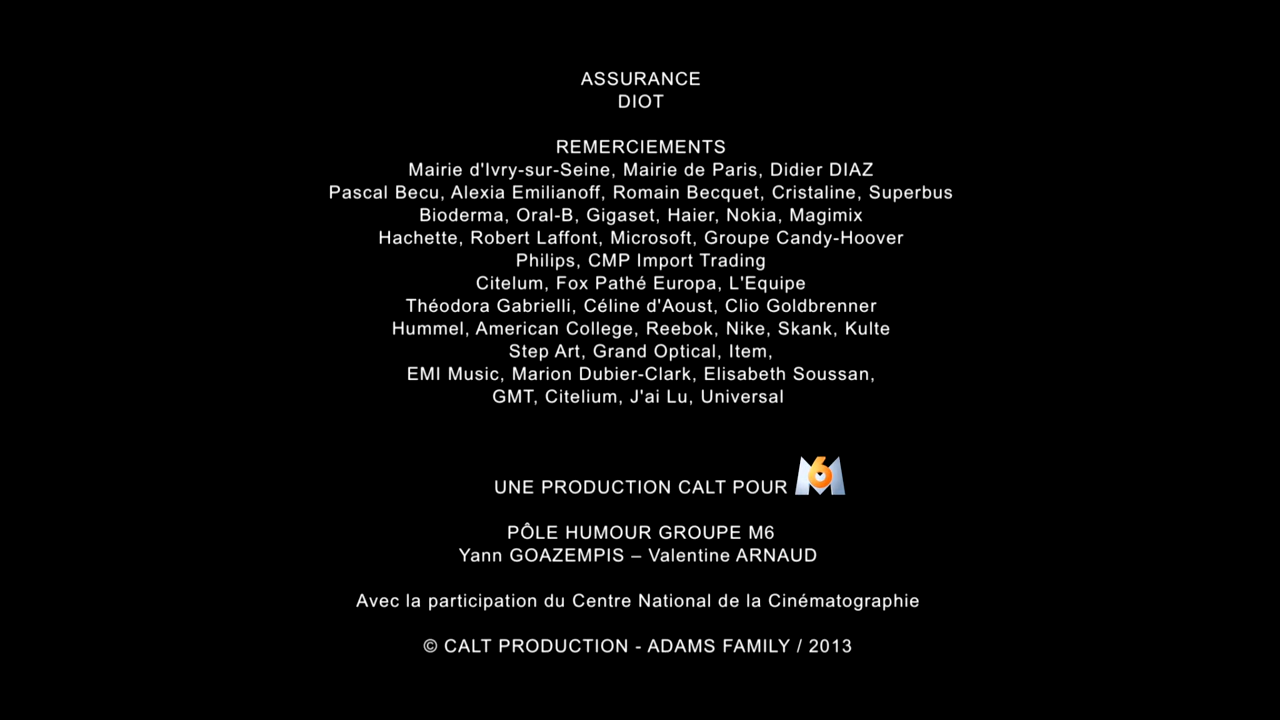 ASSURANCE
DIOT
REMERCIEMENTS
Mairie d'Ivry-sur-Seine, Mairie de Paris, Didier DIAZ
Pascal Becu, Alexia Emilianoff, Romain Becquet, Cristaline, Superbus
Bioderma, Oral-B, Gigaset, Haier, Nokia, Magimix
Hachette, Robert Laffont, Microsoft, Groupe Candy-Hoover
Philips, CMP Import Trading
Citelum, Fox Pathé Europa, L'Equipe
Théodora Gabrielli, Céline d'Aoust, Clio Goldbrenner
Hummel, American College, Reebok, Nike, Skank, Kulte
Step Art, Grand Optical, Item,
EMI Music, Marion Dubier-Clark, Elisabeth Soussan,
GMT, Citelium, J'ai Lu, Universal
UNE PRODUCTION CALT POUR M6
PÔLE HUMOUR GROUPE M6
Yann GOAZEMPIS – Valentine ARNAUD
Avec la participation du Centre National de la Cinématographie
© CALT PRODUCTION - ADAMS FAMILY / 2013